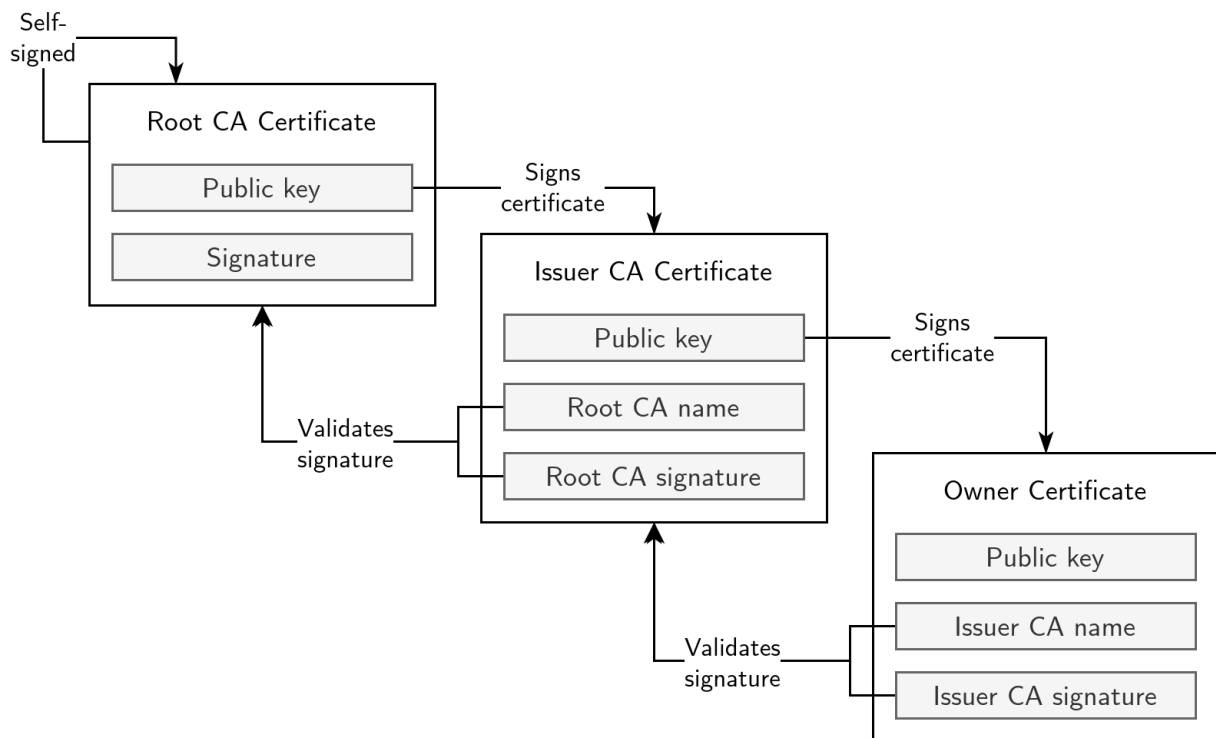 Self-
signed
Root CA Certificate
Public key
Signature
Signs
certificate
Issuer CA Certificate
Public key
Root CA name
Root CA signature
Validates
signature
Signs
certificate
Owner Certificate
Public key
Issuer CA name
Issuer CA signature
Validates
signature